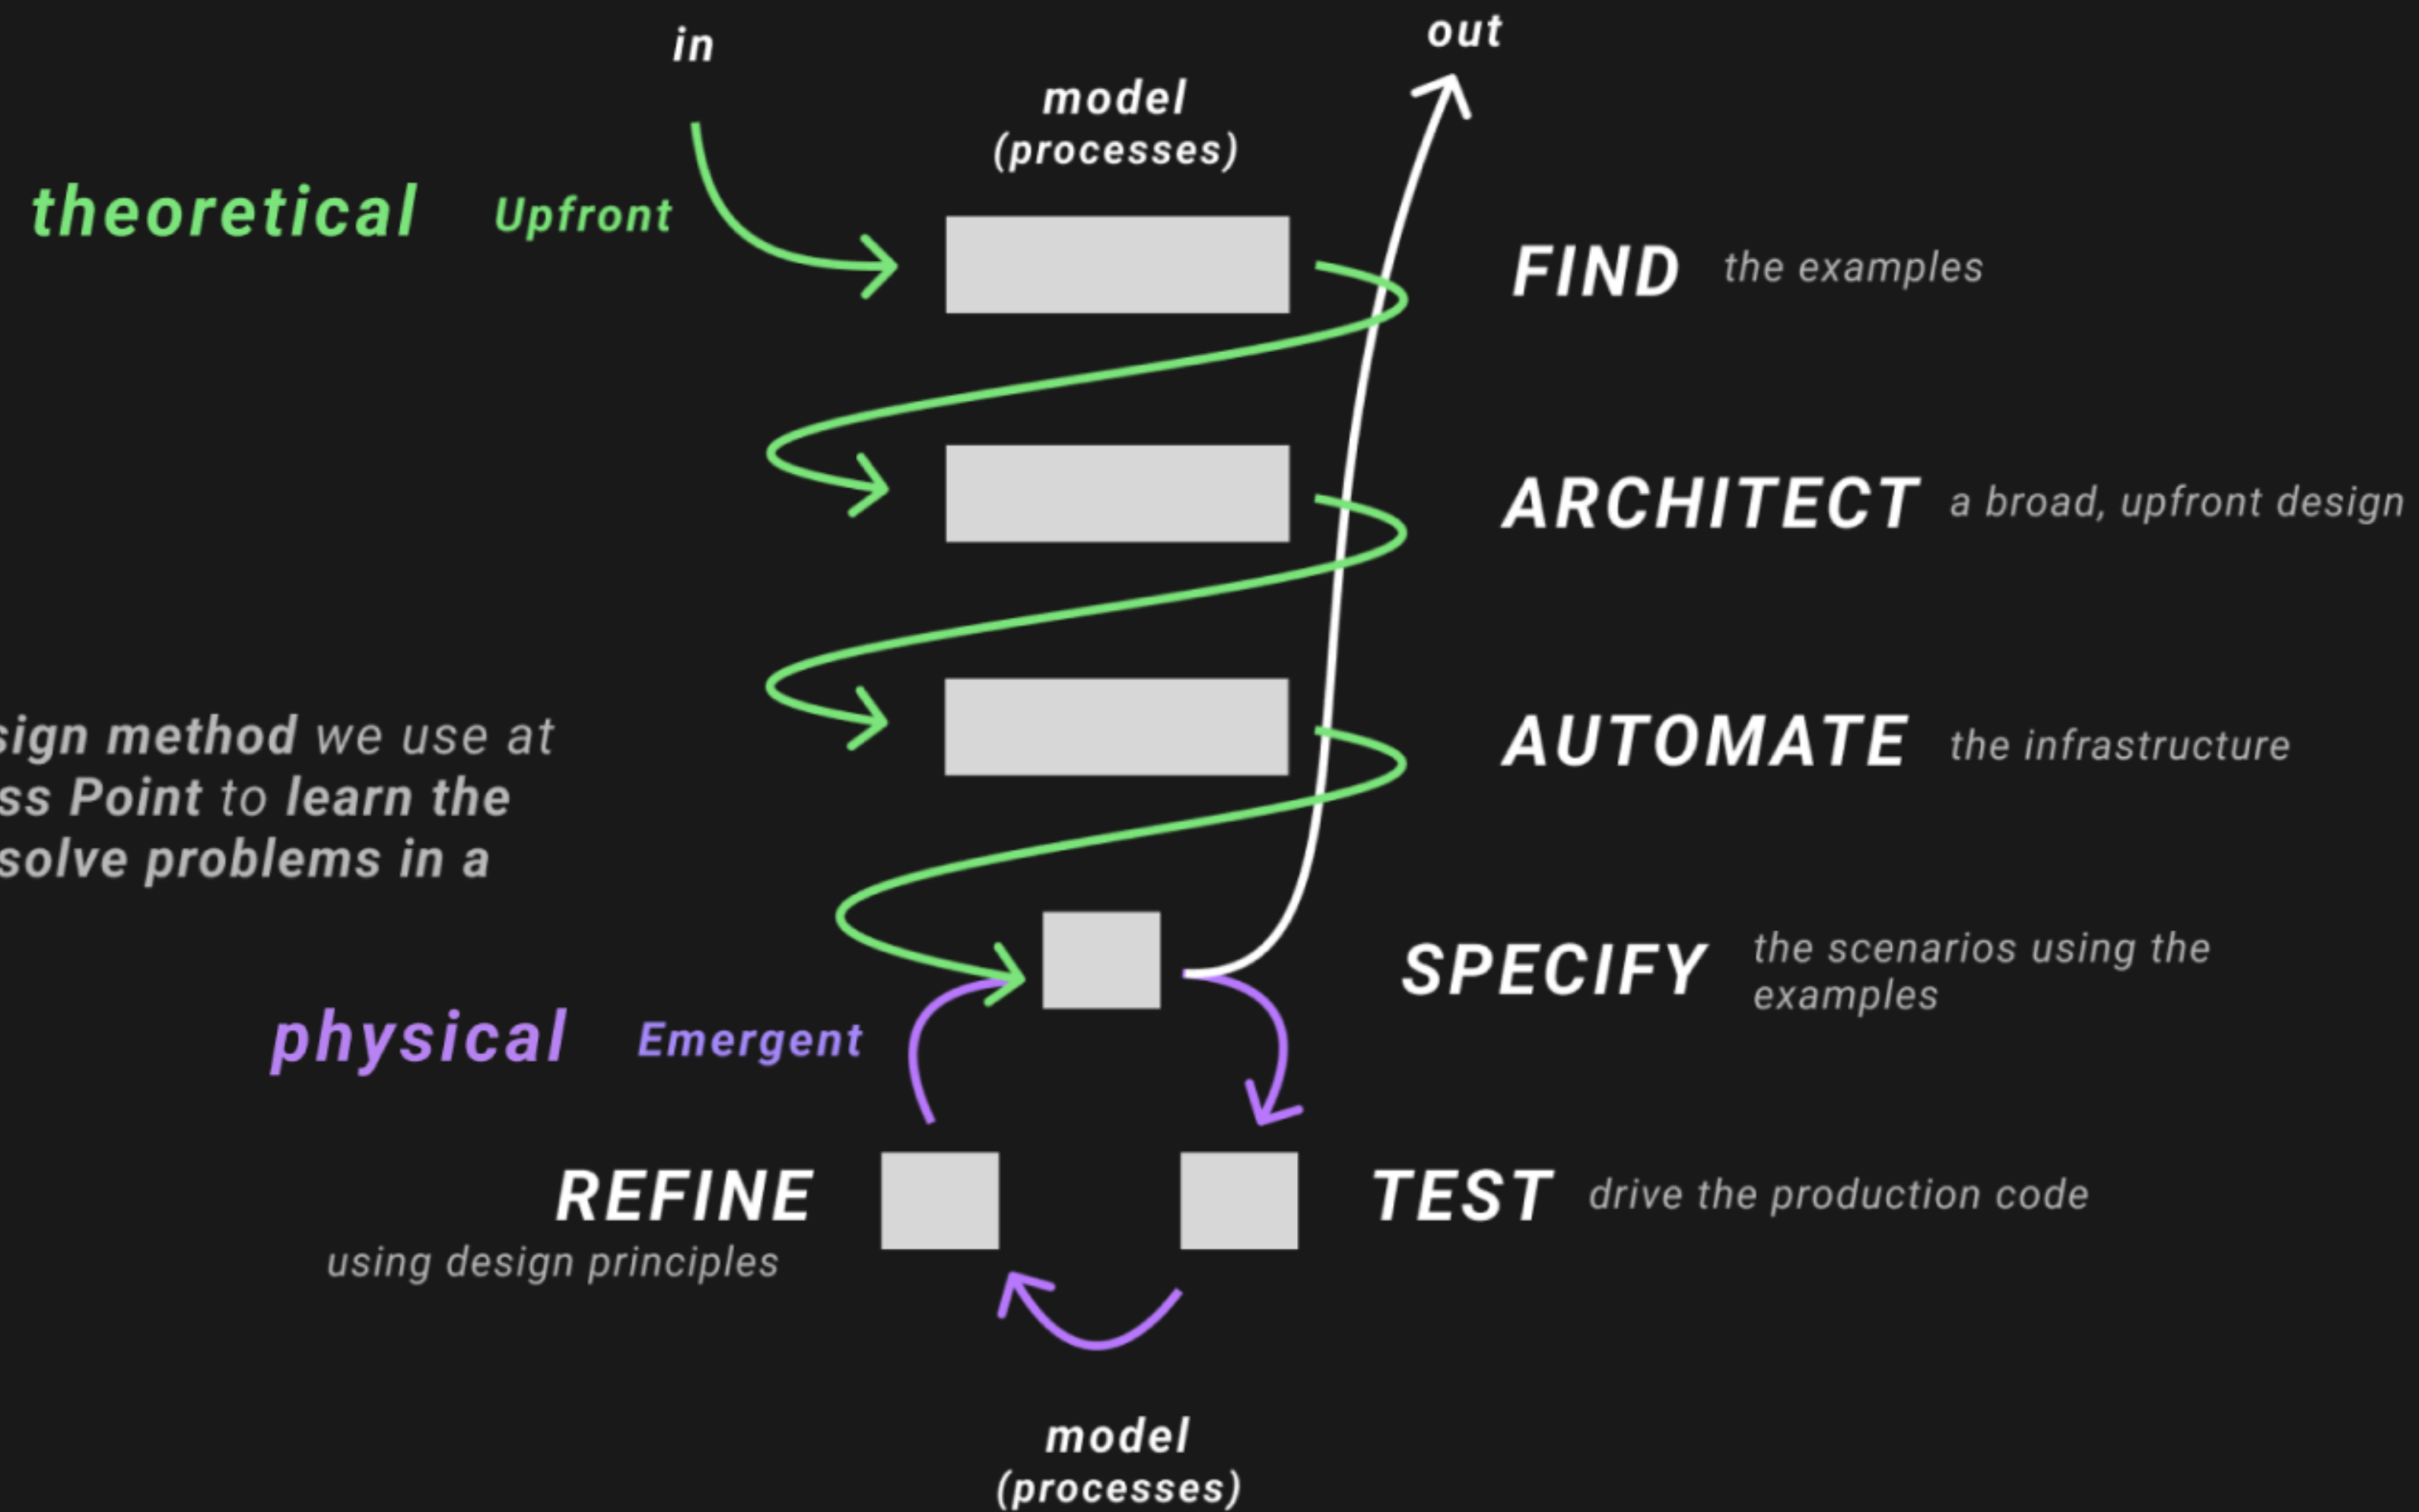 in
out
model
(processes)
theoretical Upfront
FIND the examples
ARCHITECT a broad, upfront design
sign method we use at
ss Point to learn the
solve problems in a
AUTOMATE the infrastructure
SPECIFY the scenarios using the
examples
physical Emergent
REFINE
using design principles
TEST drive the production code
model
(processes)